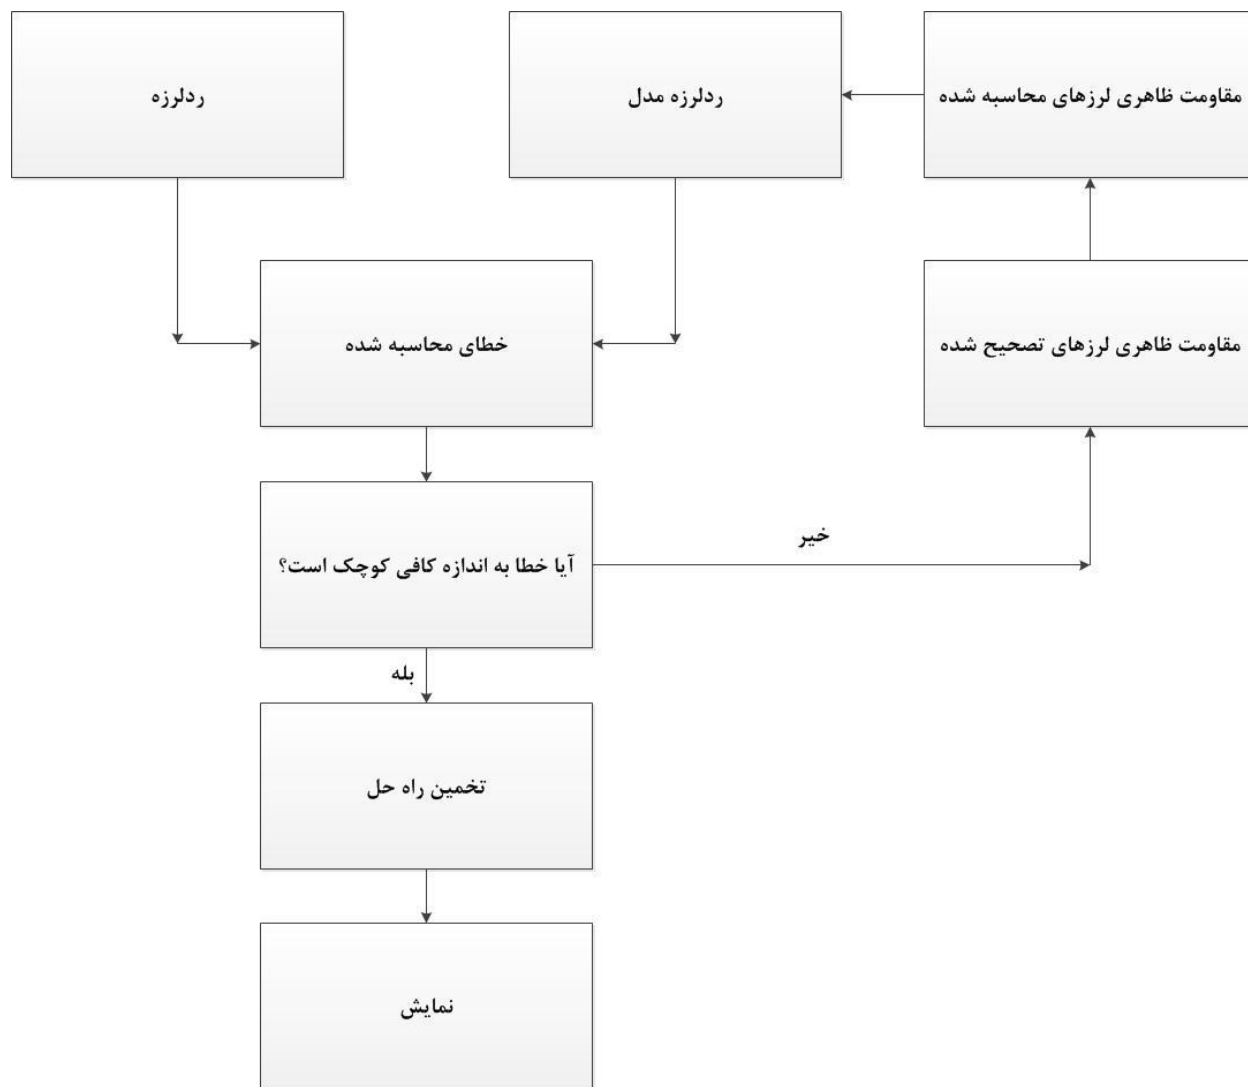 مقاومت ظاهری لرزهای محاسبه شده
ردلرزه مدل
ردلرزه
مقاومت ظاهری لرزهای تصحیح شده
خطای محاسبه شده
خیر
آیا خطا به اندازه کافی کوچک است؟
بله
تخمین راه حل
نمایش